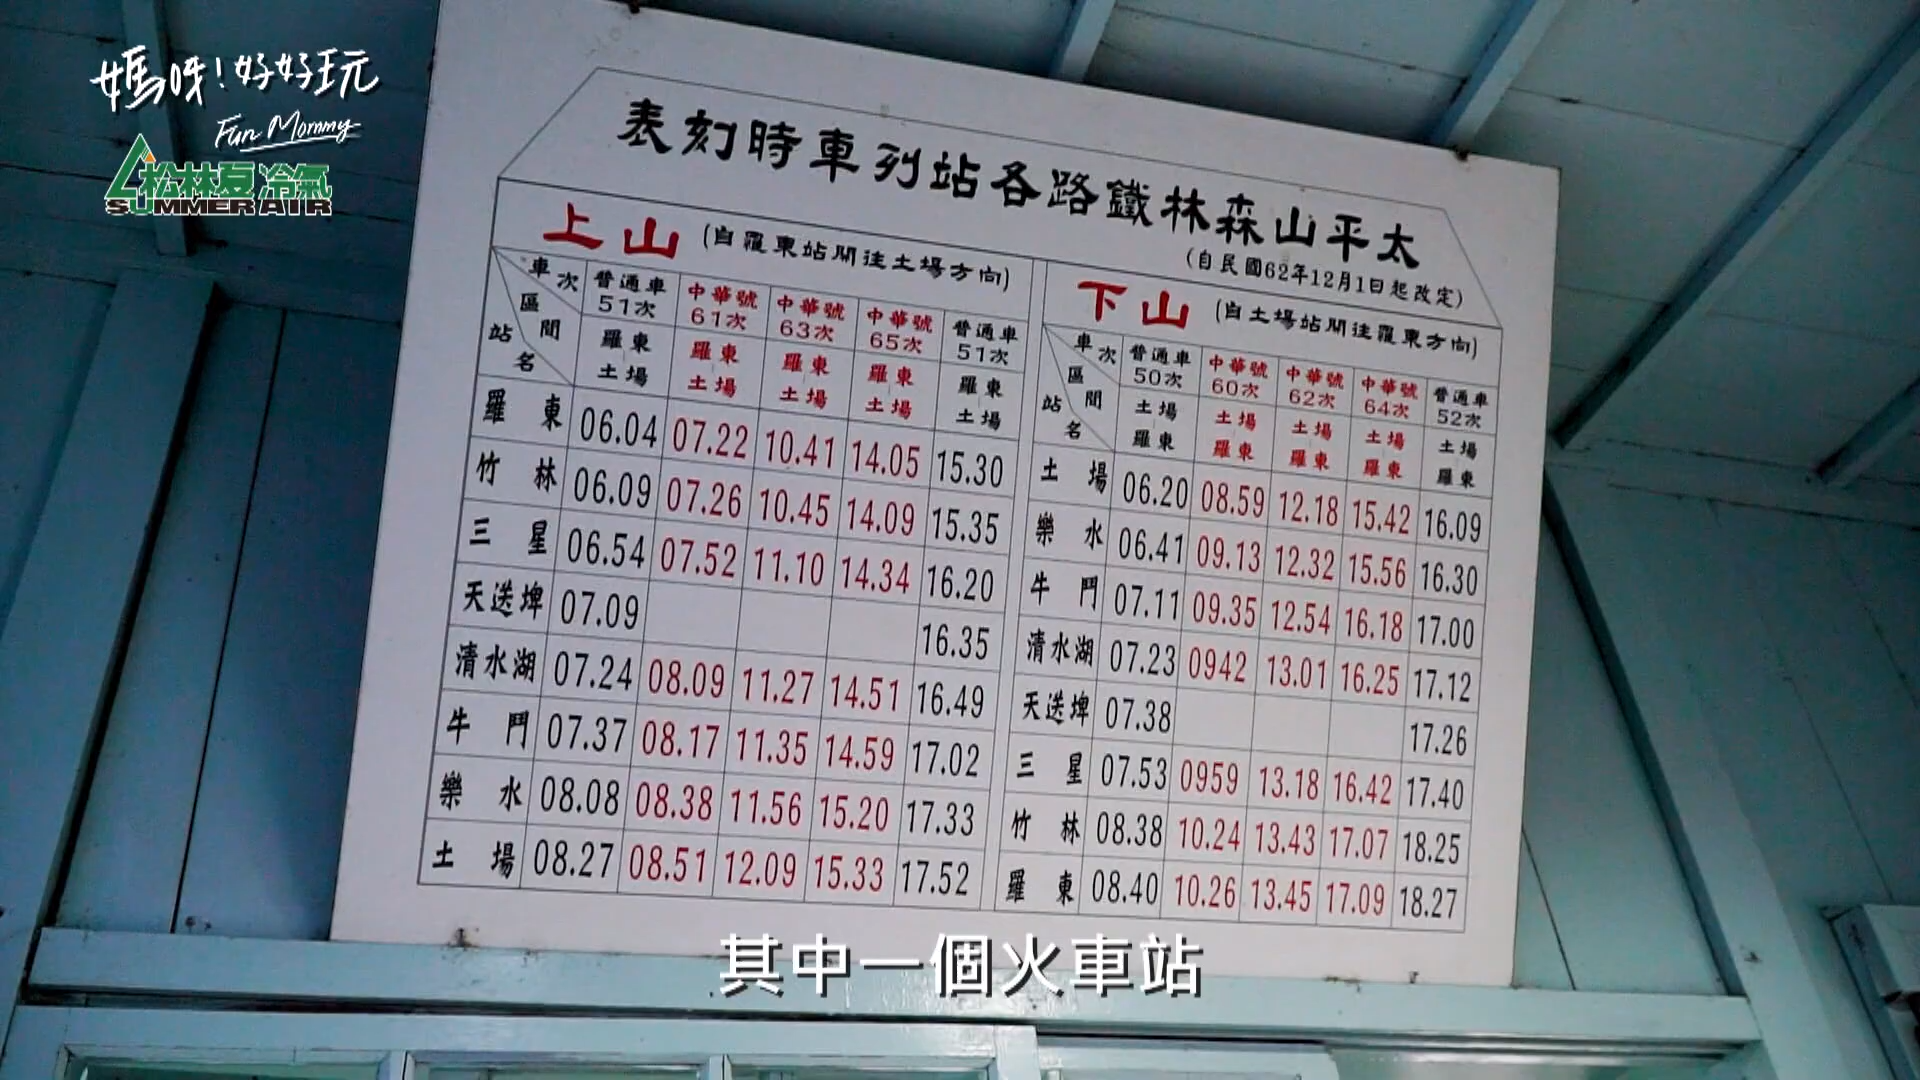 媽呀!好好玩
Fun Mommy
松林夏冷氣
SUMMER AIR
表刻時車列站各路鐵林森山平太
(自民國62年12月1日起改定)
上山 (自羅東站開往土場方向)
車次 區間 站名
普通車 51次 羅東 土場
中華號 61次 羅東 土場
中華號 63次 羅東 土場
中華號 65次 羅東 土場
普通車 51次 羅東 土場
羅東 06.04 07.22 10.41 14.05 15.30
竹林 06.09 07.26 10.45 14.09 15.35
三星 06.54 07.52 11.10 14.34 16.20
天送埤 07.09 16.35
清水湖 07.24 08.09 11.27 14.51 16.49
牛鬥 07.37 08.17 11.35 14.59 17.02
樂水 08.08 08.38 11.56 15.20 17.33
土場 08.27 08.51 12.09 15.33 17.52
下山 (自土場站開往羅東方向)
車次 區間 站名
普通車 50次 土場 羅東
中華號 60次 土場 羅東
中華號 62次 土場 羅東
中華號 64次 土場 羅東
普通車 52次 土場 羅東
土場 06.20 08.59 12.18 15.42 16.09
樂水 06.41 09.13 12.32 15.56 16.30
牛鬥 07.11 09.35 12.54 16.18 17.00
清水湖 07.23 0942 13.01 16.25 17.12
天送埤 07.38 17.26
三星 07.53 0959 13.18 16.42 17.40
竹林 08.38 10.24 13.43 17.07 18.25
羅東 08.40 10.26 13.45 17.09 18.27
其中一個火車站